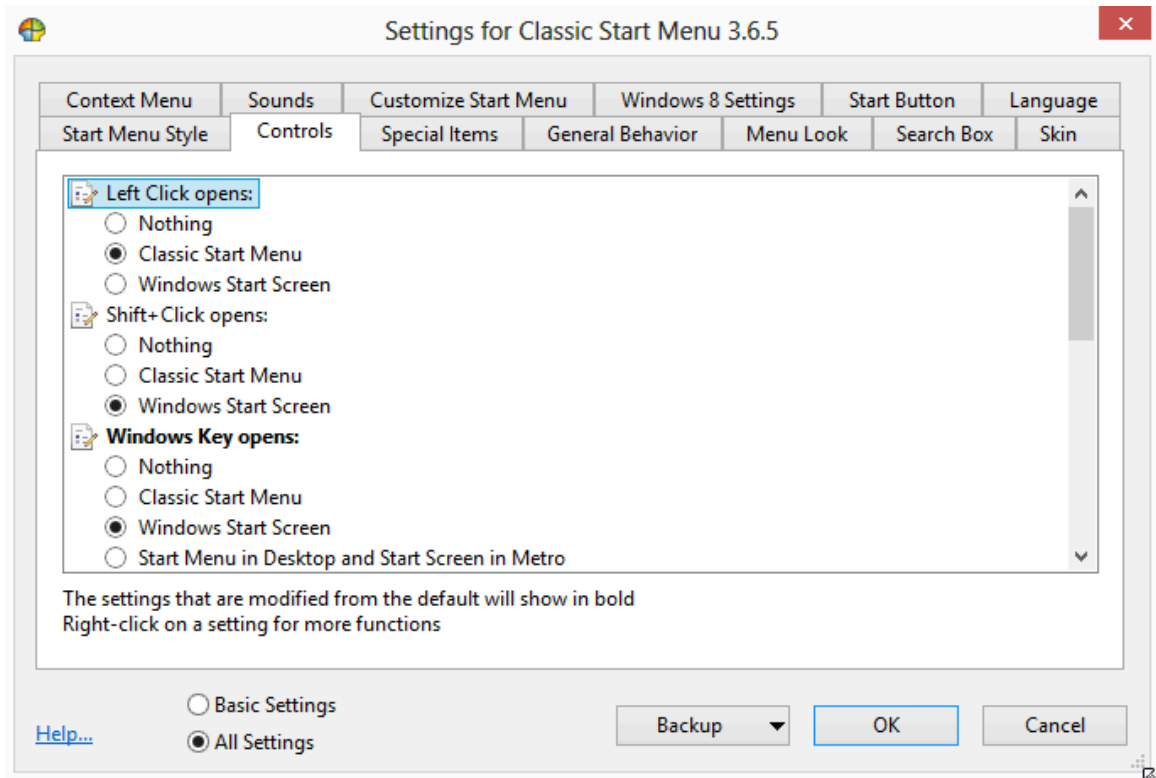 Settings for Classic Start Menu 3.6.5
Context Menu Sounds Customize Start Menu Windows 8 Settings Start Button Language
Start Menu Style Controls Special Items General Behavior Menu Look Search Box Skin
Left Click opens:
Nothing
Classic Start Menu
Windows Start Screen
Shift+Click opens:
Nothing
Classic Start Menu
Windows Start Screen
Windows Key opens:
Nothing
Classic Start Menu
Windows Start Screen
Start Menu in Desktop and Start Screen in Metro
The settings that are modified from the default will show in bold
Right-click on a setting for more functions
Basic Settings
Help... All Settings Backup OK Cancel